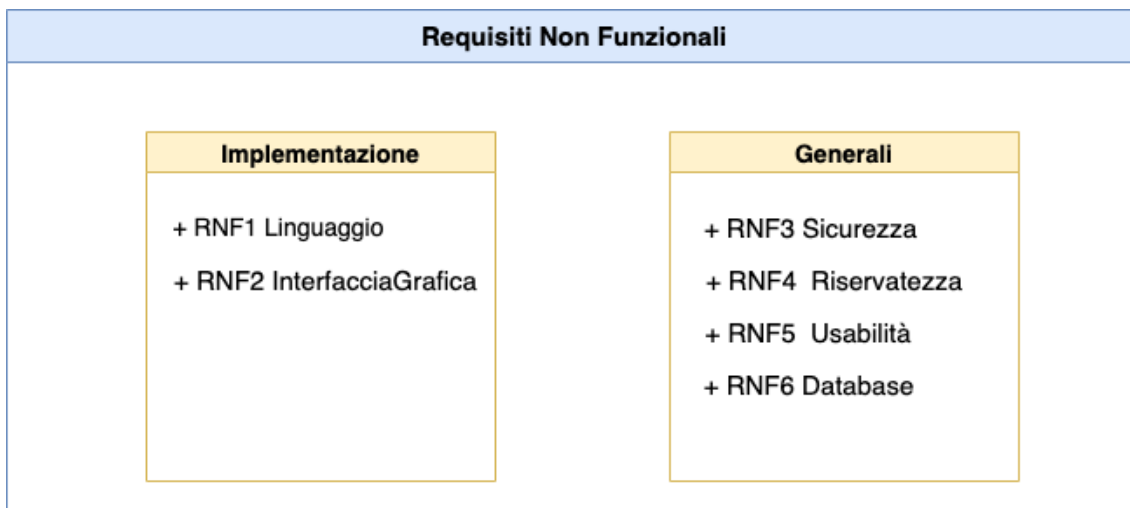 Requisiti Non Funzionali
Implementazione
+ RNF1 Linguaggio
+ RNF2 InterfacciaGrafica
Generali
+ RNF3 Sicurezza
+ RNF4 Riservatezza
+ RNF5 Usabilità
+ RNF6 Database